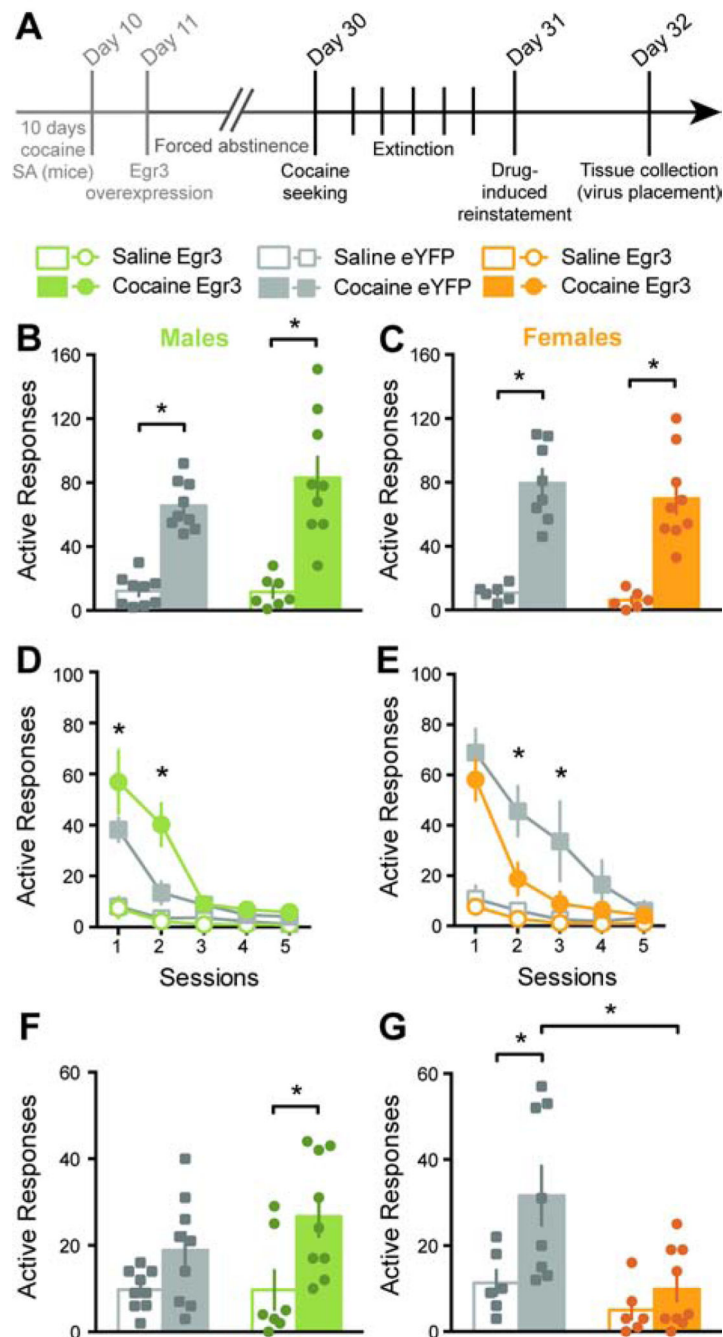 A
Day 10
Day 11
Day 30
Day 31
Day 32
10 days
cocaine
SA (mice)
Egr3
overexpression
Forced abstinence
Cocaine
seeking
Extinction
Drug-
induced
reinstatement
Tissue collection
(virus placement)
Saline Egr3
Saline eYFP
Saline Egr3
Cocaine Egr3
Cocaine eYFP
Cocaine Egr3
B
Males
C
Females
Active Responses
160
120
80
40
0
*
*
Active Responses
160
120
80
40
0
*
*
D
E
Active Responses
100
80
60
40
20
0
*
*
1 2 3 4 5
Sessions
Active Responses
100
80
60
40
20
0
*
*
1 2 3 4 5
Sessions
F
G
Active Responses
60
40
20
0
*
Active Responses
60
40
20
0
*
*